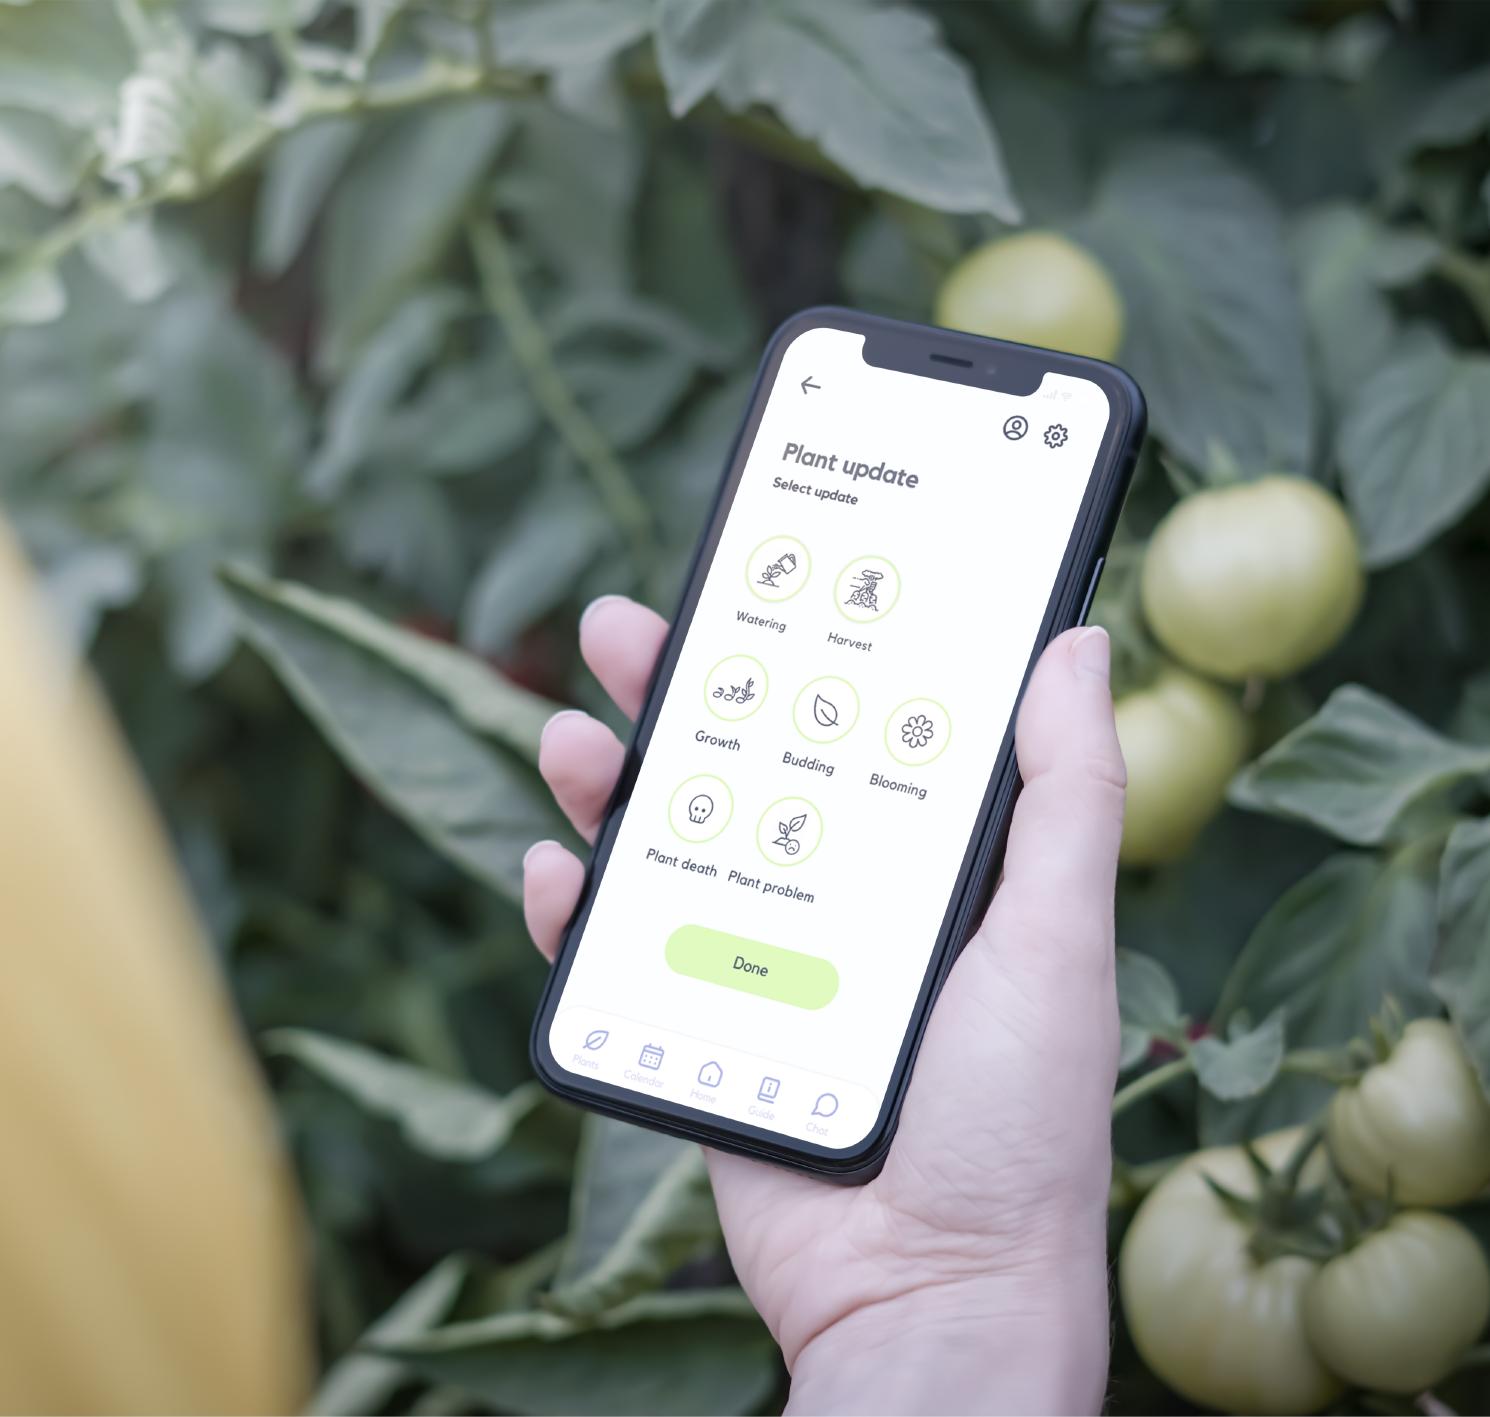 Plant update
Select update
Watering Harvest
Growth Budding Blooming
Plant death Plant problem
Done
Plants Calendar Home Guide Chat